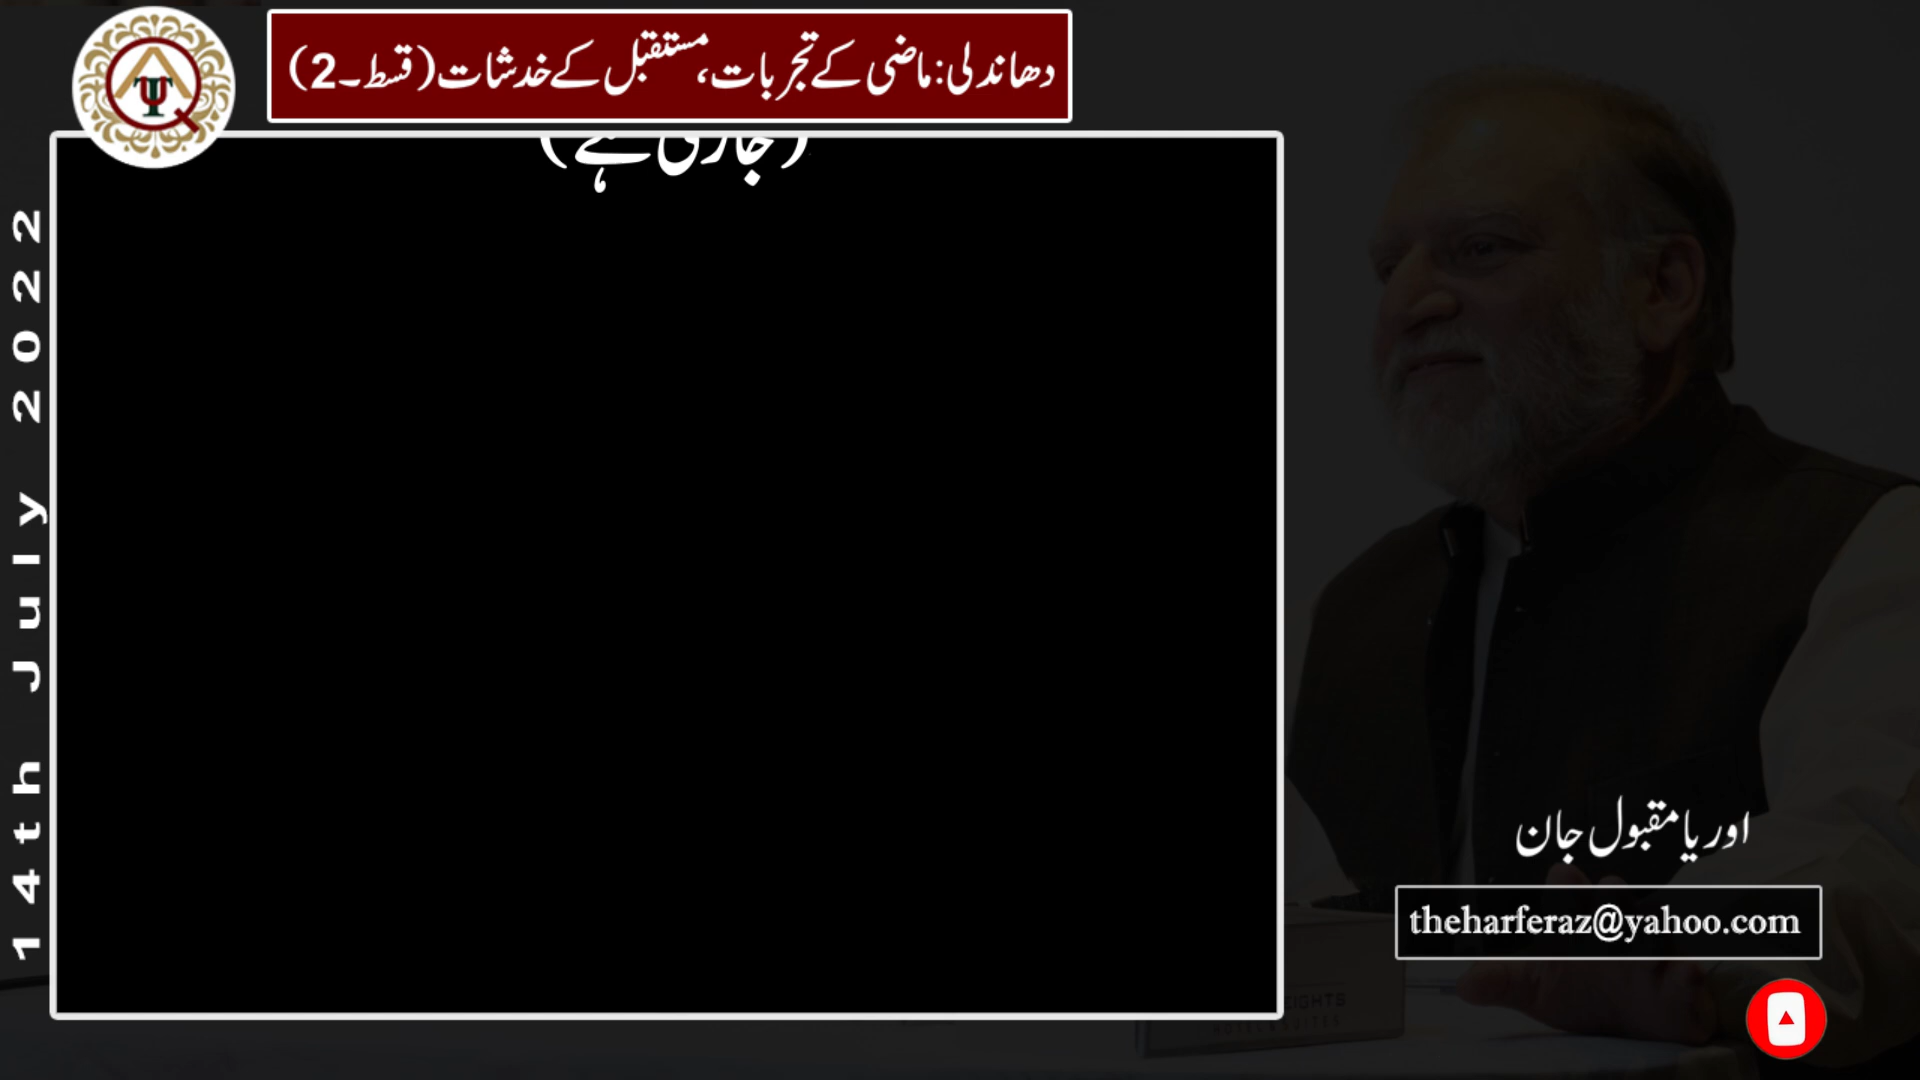 دھاندلی: ماضی کے تجربات، مستقبل کے خدشات (قسط۔2)
(جاری ہے)
14th July 2022
اوریا مقبول جان
theharferaz@yahoo.com